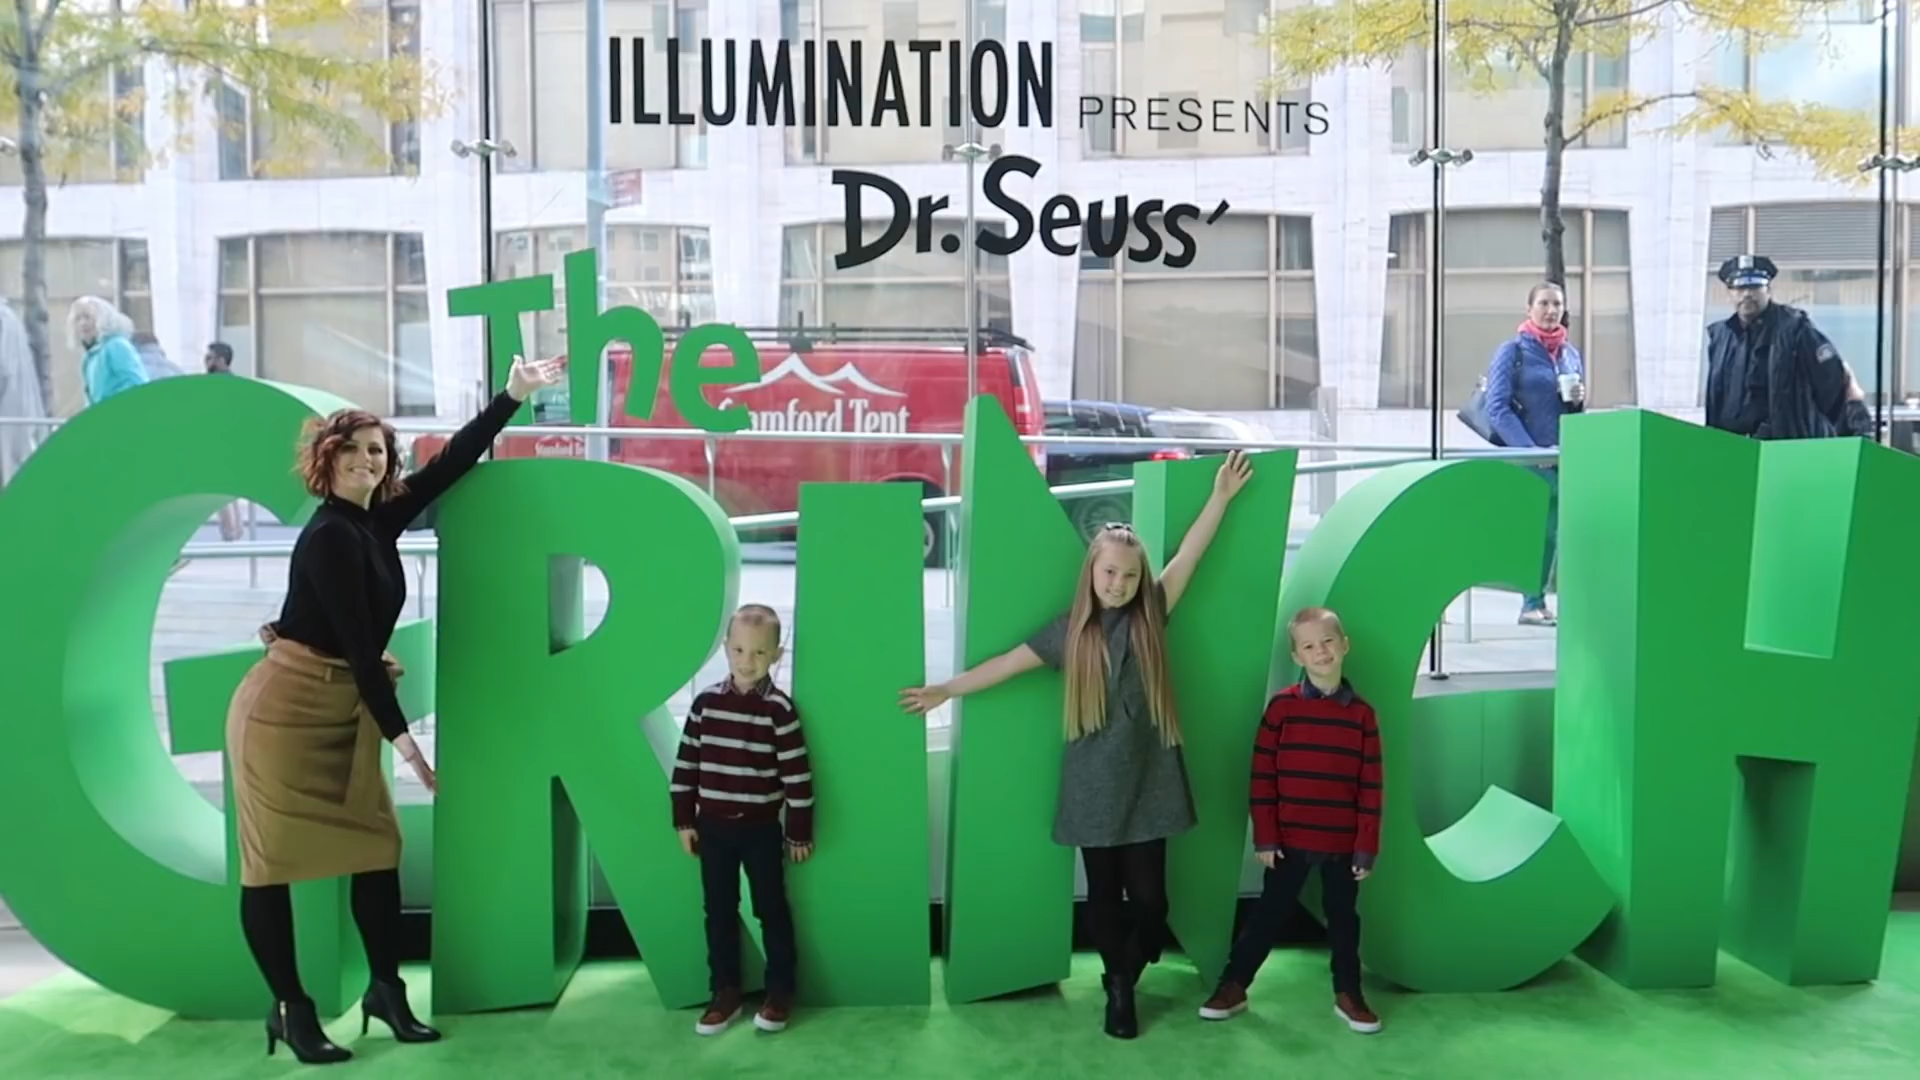 ILLUMINATION PRESENTS
Dr. Seuss'
The
GRINCH
Stamford Tent